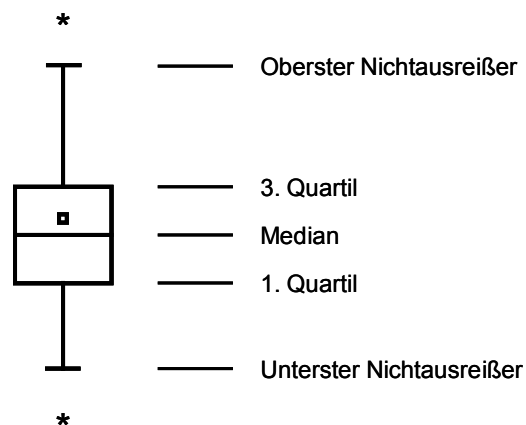 *
Oberster Nichtausreißer
3. Quartil
Median
1. Quartil
Unterster Nichtausreißer
*